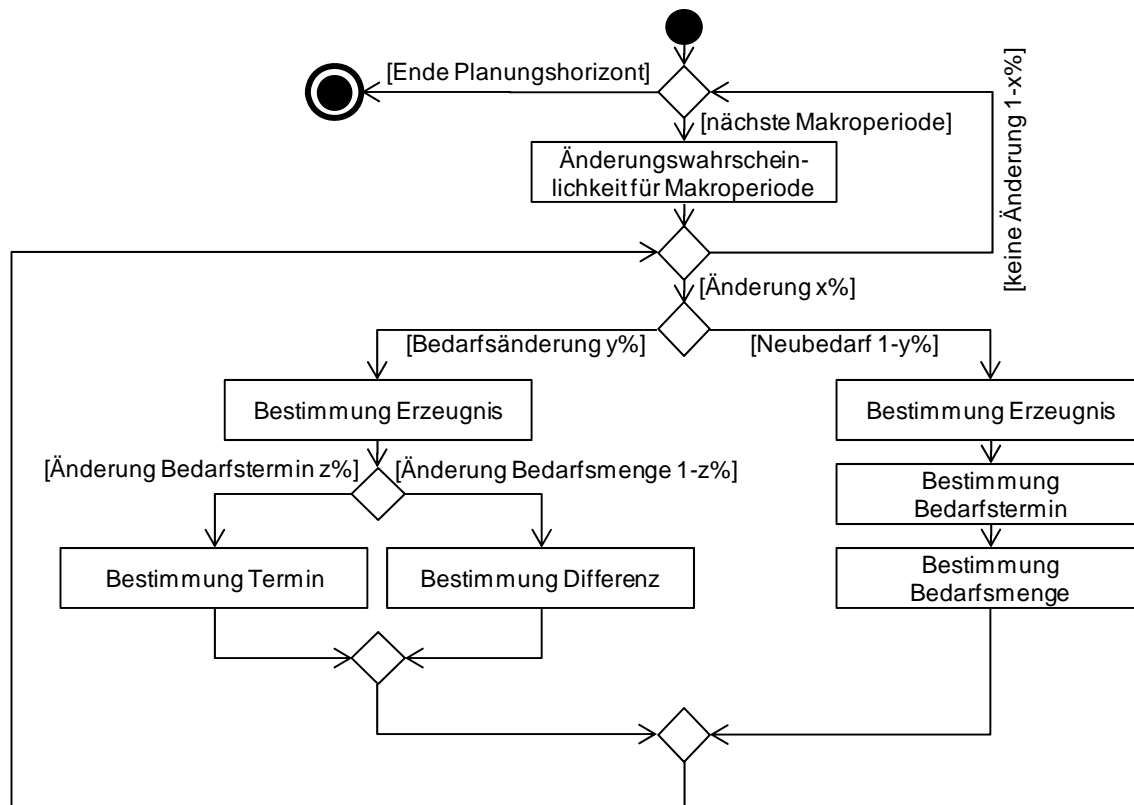 [Ende Planungshorizont]
[keine Änderung 1-x%]
[nächste Makroperiode]
Änderungswahrschein-
lichkeit für Makroperiode
[Änderung x%]
[Bedarfsänderung y%]
[Neubedarf 1-y%]
Bestimmung Erzeugnis
Bestimmung Erzeugnis
[Änderung Bedarfstermin z%]
[Änderung Bedarfsmenge 1-z%]
Bestimmung
Bedarfstermin
Bestimmung Termin
Bestimmung Differenz
Bestimmung
Bedarfsmenge